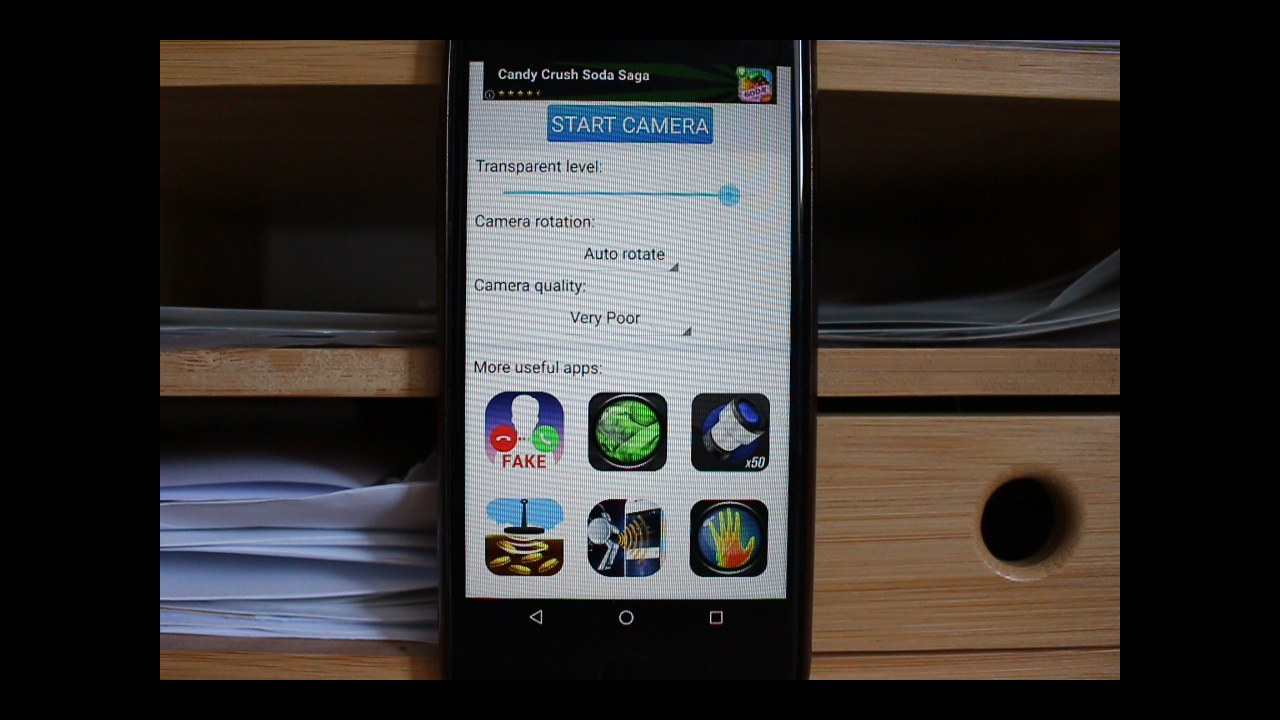 Candy Crush Soda Saga
SODA
START CAMERA
Transparent level:
Camera rotation:
Auto rotate
Camera quality:
Very Poor
More useful apps:
FAKE
x50